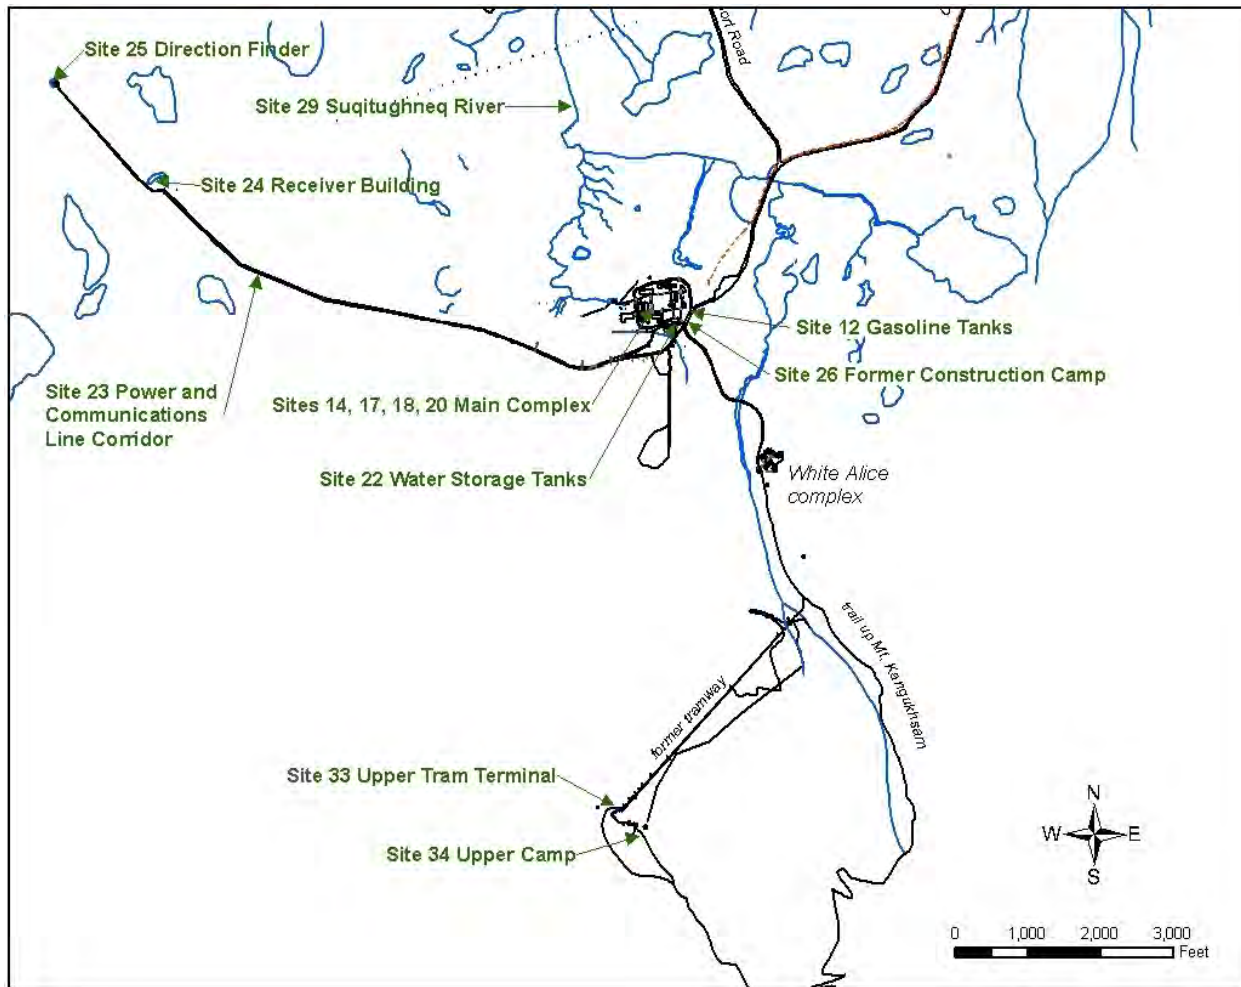 ort Road
Site 25 Direction Finder
Site 29 Suqitughneq River
Site 24 Receiver Building
Site 12 Gasoline Tanks
Site 26 Former Construction Camp
Site 23 Power and
Communications
Line Corridor
Sites 14, 17, 18, 20 Main Complex
Site 22 Water Storage Tanks
White Alice
complex
trail up Mt. Kangukhsam
former tramway
Site 33 Upper Tram Terminal
Site 34 Upper Camp
N
W E
S
0 1,000 2,000 3,000
Feet